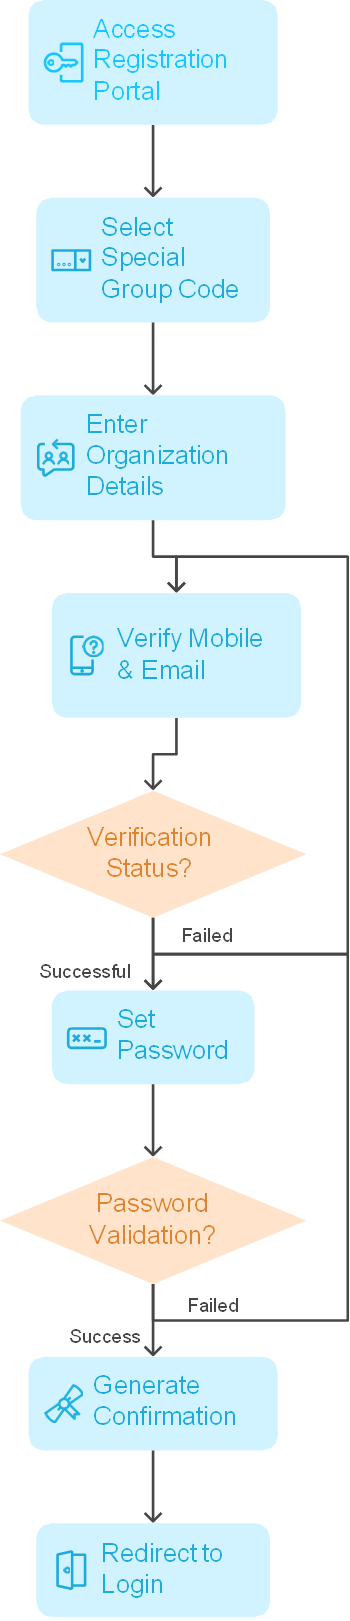 Access
Registration
Portal
Select
Special
Group Code
Enter
Organization
Details
Verify Mobile
& Email
Verification
Status?
Failed
Successful
Set
Password
Password
Validation?
Failed
Success
Generate
Confirmation
Redirect to
Login